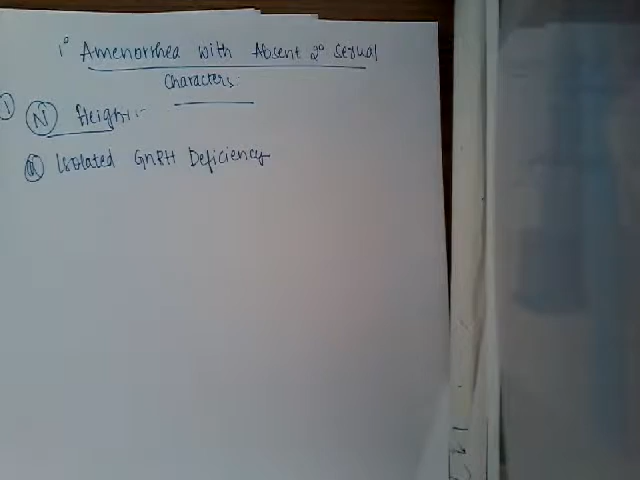 1° Amenorrhea with Absent 2° sexual
characters:
① Ⓝ Height:-
ⓐ Isolated GnRH Deficiency